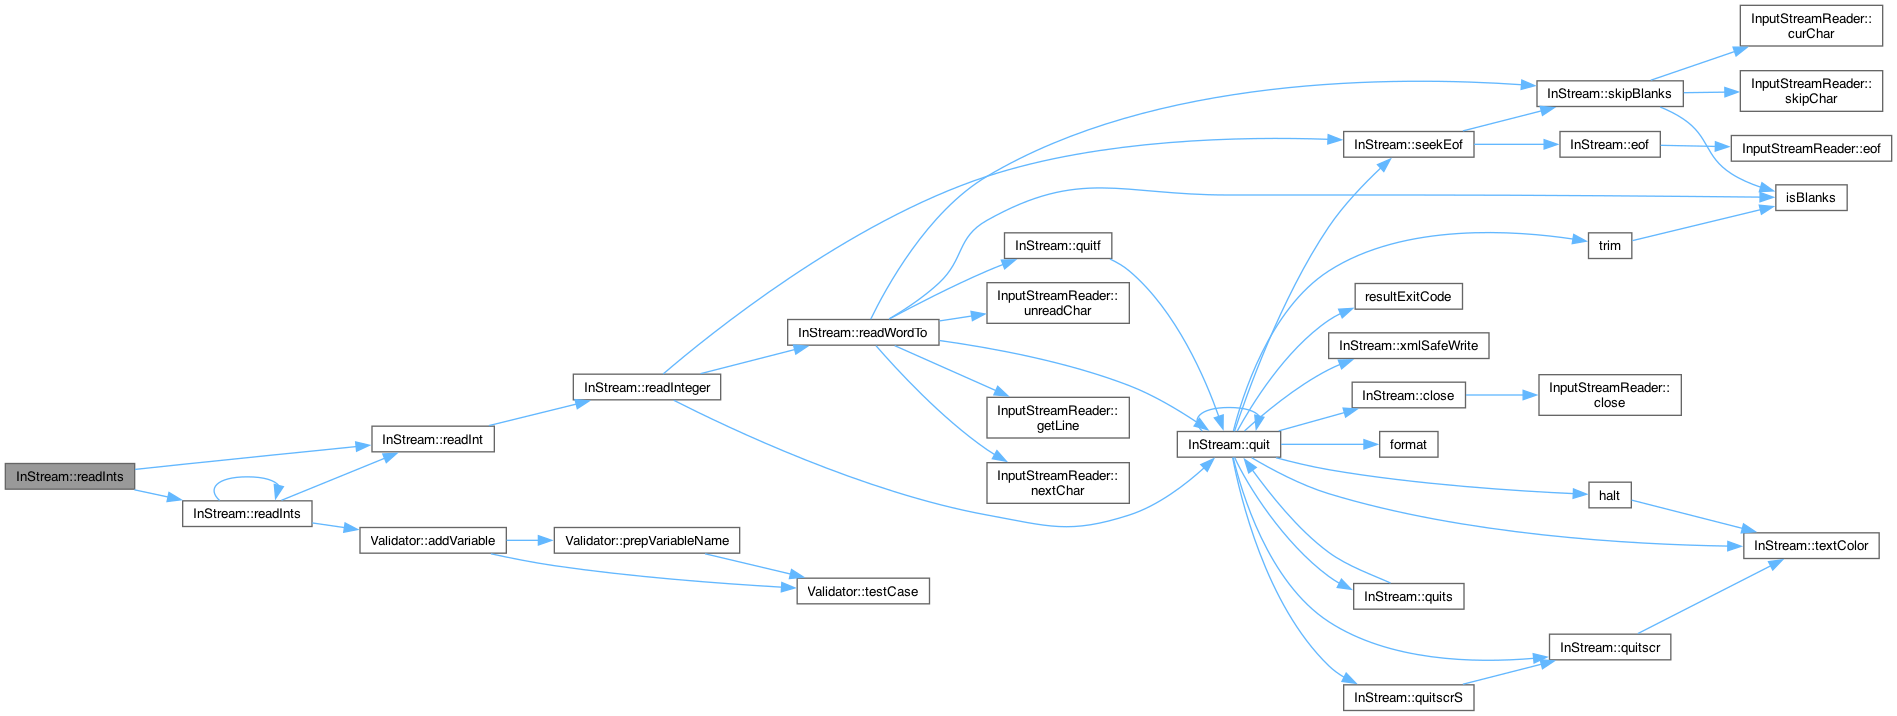 InStream::readInts
InStream::readInts
InStream::readInt
Validator::addVariable
InStream::readInteger
Validator::prepVariableName
InStream::readWordTo
Validator::testCase
InStream::quitf
InputStreamReader::
unreadChar
InputStreamReader::
getLine
InputStreamReader::
nextChar
InStream::quit
InStream::seekEof
resultExitCode
InStream::xmlSafeWrite
InStream::close
format
InStream::quits
InStream::quitscrS
InStream::skipBlanks
InStream::eof
trim
InputStreamReader::
close
halt
InStream::quitscr
InputStreamReader::
curChar
InputStreamReader::
skipChar
InputStreamReader::eof
isBlanks
InStream::textColor